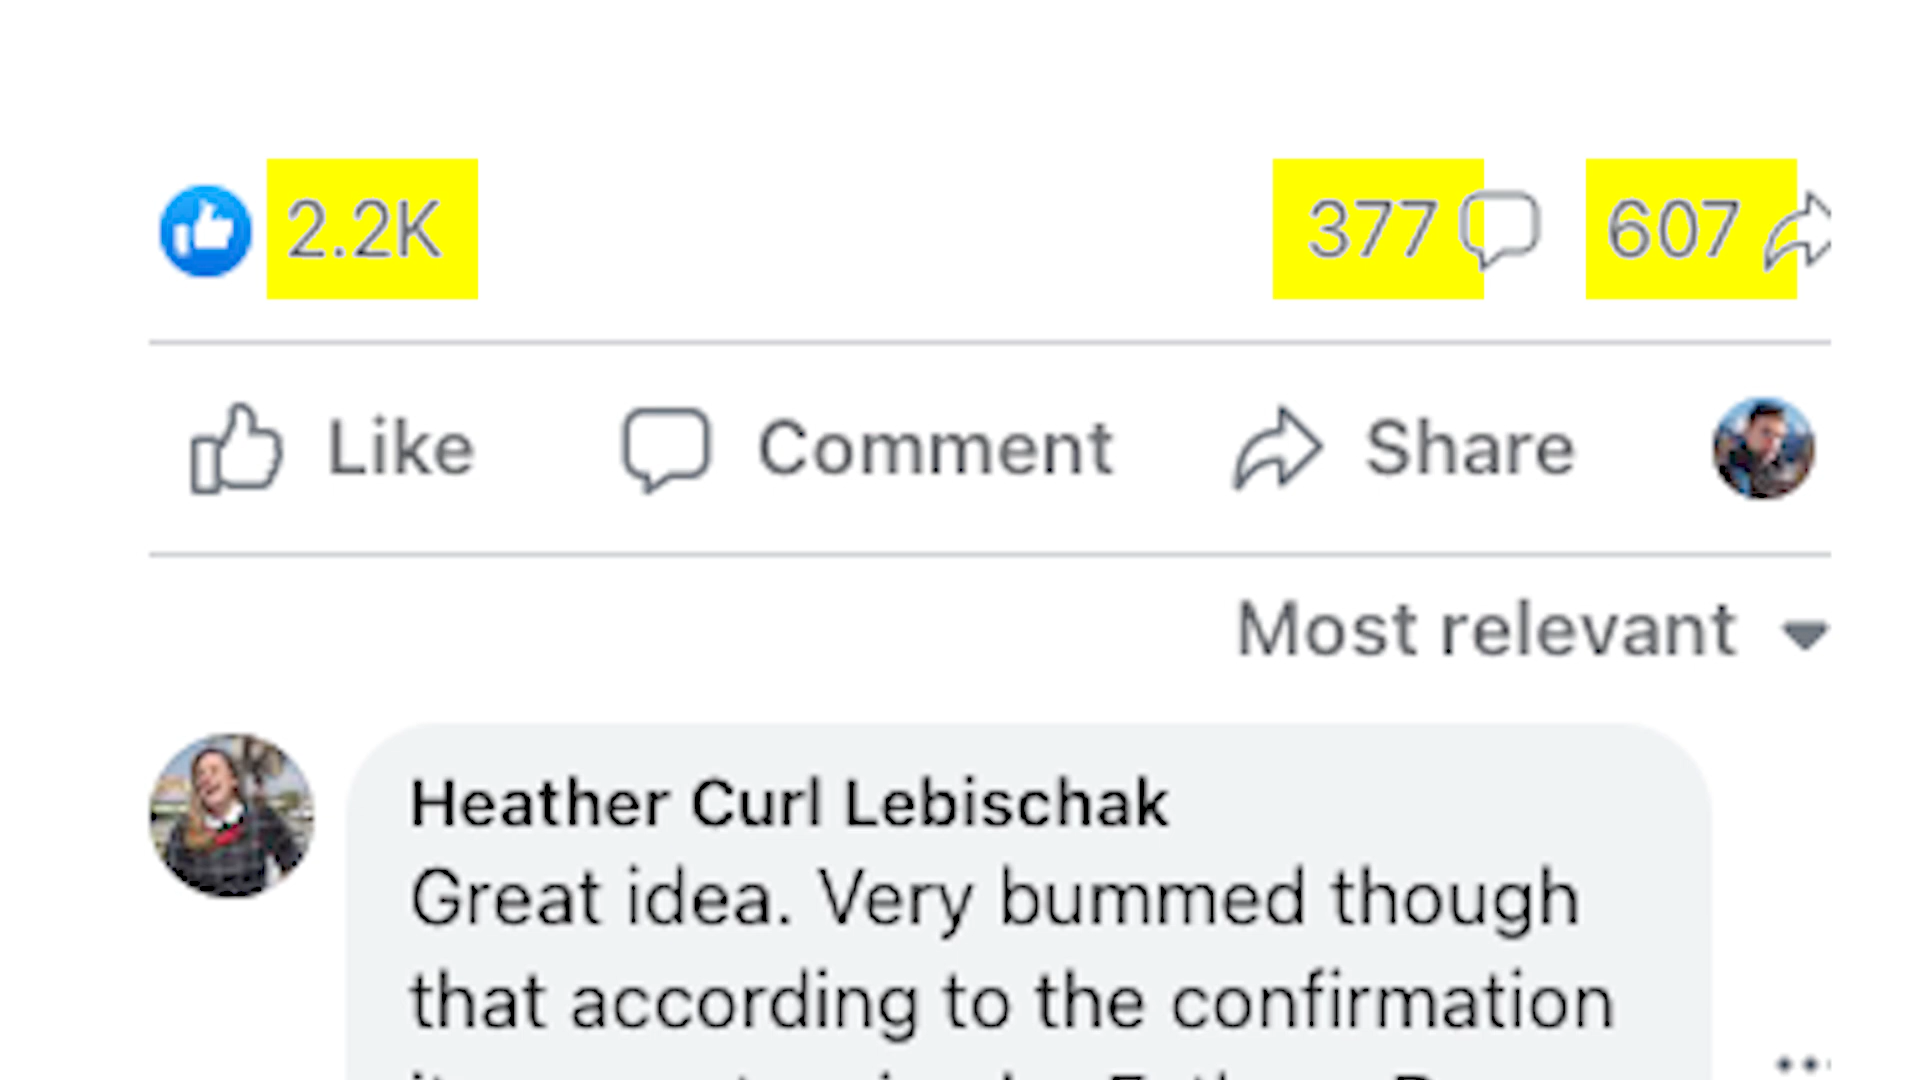 2.2K 377 607
Like Comment Share
Most relevant
Heather Curl Lebischak
Great idea. Very bummed though
that according to the confirmation